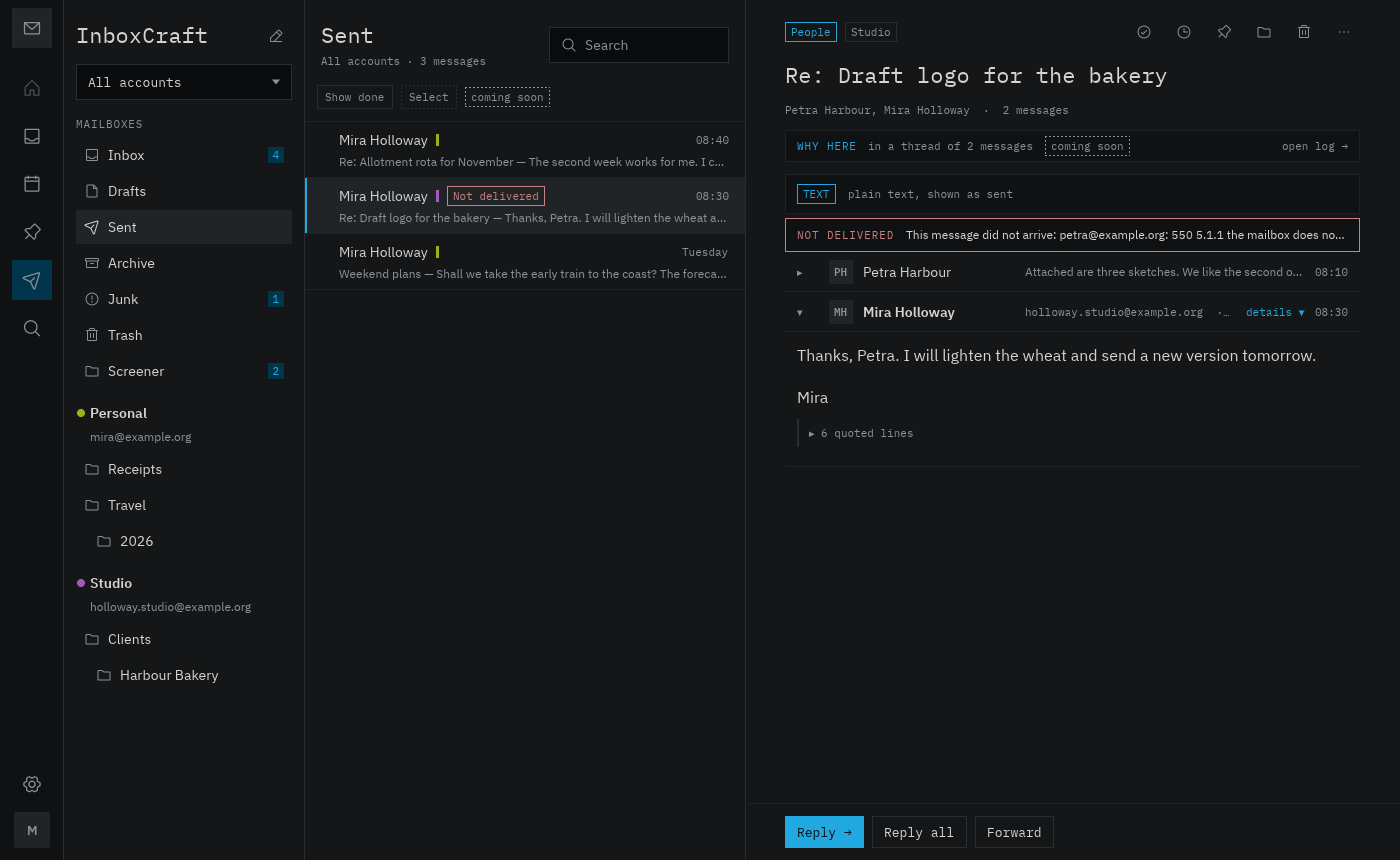 InboxCraft
All accounts
MAILBOXES
Inbox 4
Drafts
Sent
Archive
Junk 1
Trash
Screener 2
Personal
mira@example.org
Receipts
Travel
2026
Studio
holloway.studio@example.org
Clients
Harbour Bakery
M
Sent
All accounts · 3 messages
Search
Show done Select coming soon
Mira Holloway 08:40
Re: Allotment rota for November — The second week works for me. I c…
Mira Holloway Not delivered 08:30
Re: Draft logo for the bakery — Thanks, Petra. I will lighten the wheat a…
Mira Holloway Tuesday
Weekend plans — Shall we take the early train to the coast? The foreca…
People Studio
Re: Draft logo for the bakery
Petra Harbour, Mira Holloway · 2 messages
WHY HERE in a thread of 2 messages coming soon open log →
TEXT plain text, shown as sent
NOT DELIVERED This message did not arrive: petra@example.org: 550 5.1.1 the mailbox does no…
▸ PH Petra Harbour Attached are three sketches. We like the second o… 08:10
▾ MH Mira Holloway holloway.studio@example.org ·… details ▾ 08:30
Thanks, Petra. I will lighten the wheat and send a new version tomorrow.
Mira
▸ 6 quoted lines
Reply → Reply all Forward